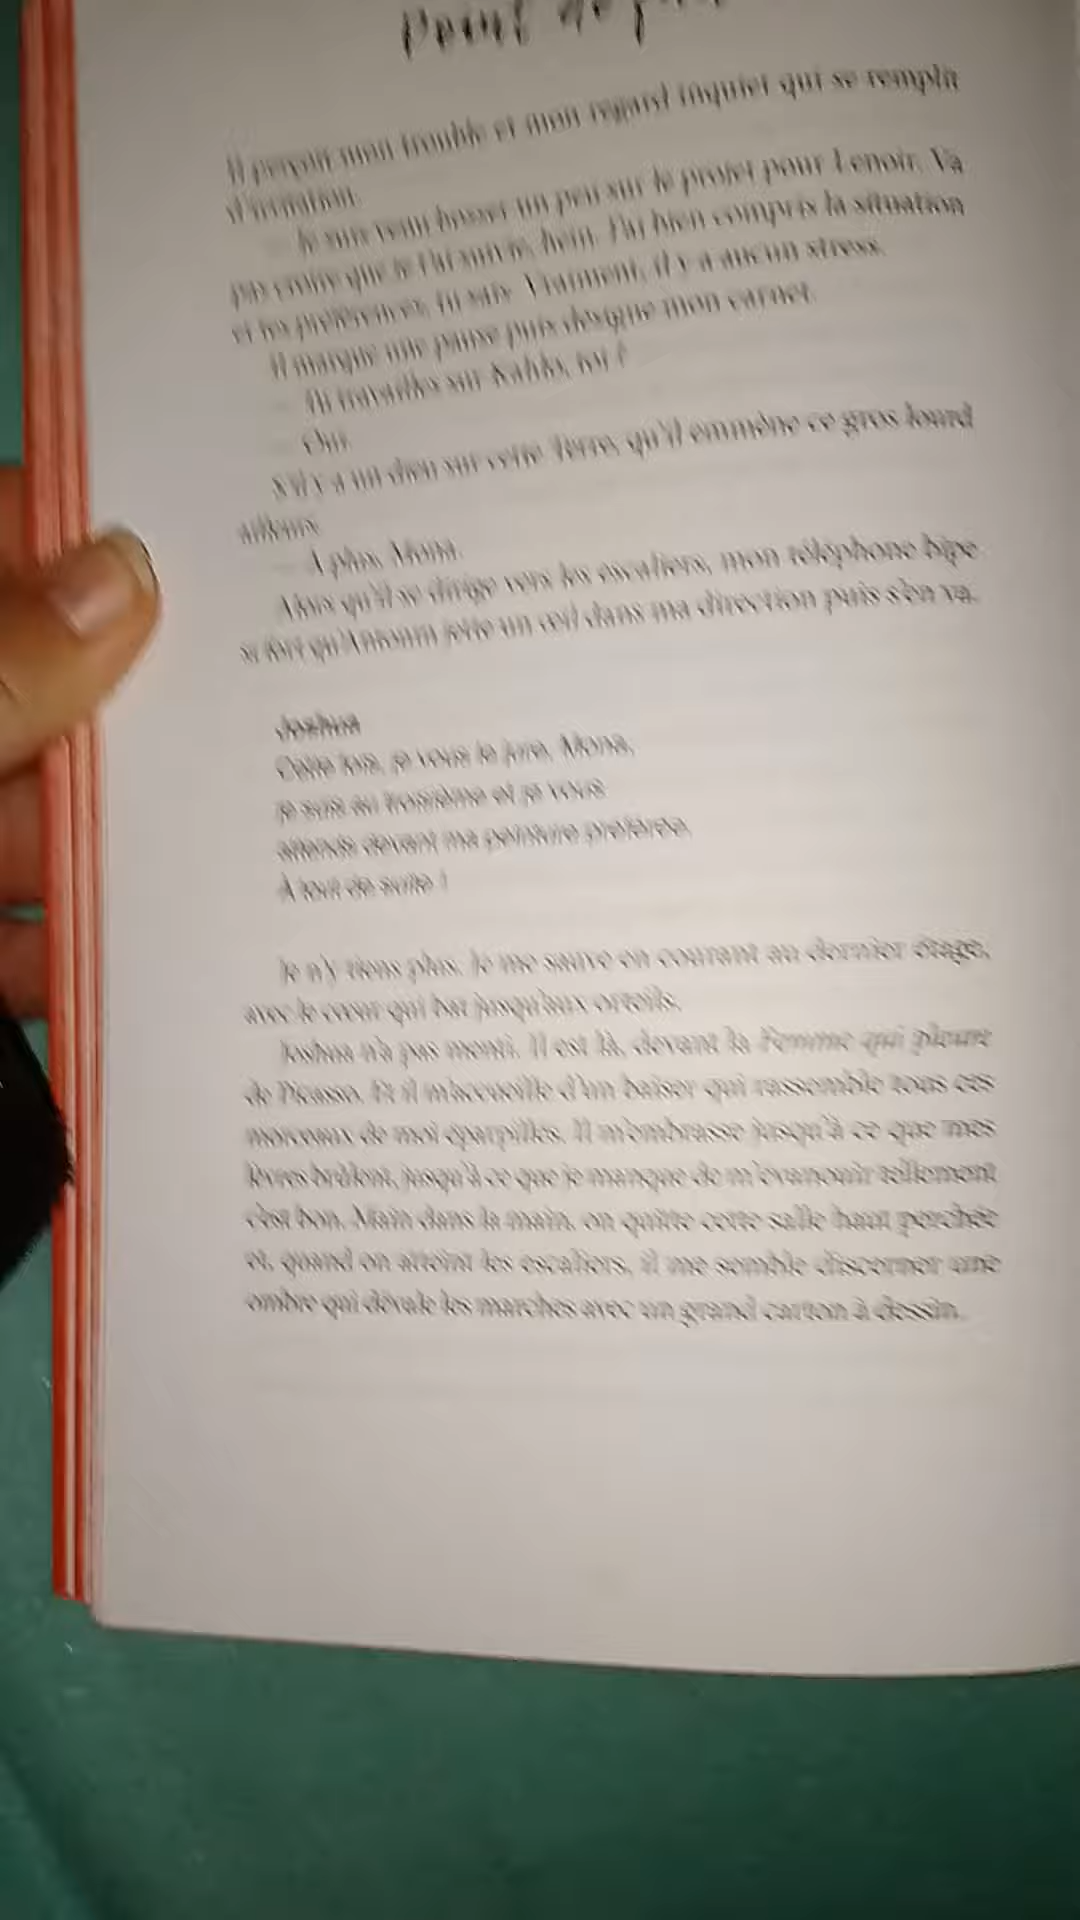 Point de
Il perçoit mon trouble et mon regard inquiet qui se remplit
d'irritation.
— Je suis venu bosser un peu sur le projet pour Lenoir. Va
pas croire que je t'ai suivie, hein. J'ai bien compris la situation
et tes préférences, tu sais. Vraiment, il y a aucun stress.
Il marque une pause puis désigne mon carnet.
— Tu travailles sur Kahlo, toi ?
— Oui.
S'il y a un dieu sur cette Terre, qu'il emmène ce gros lourd
ailleurs.
— À plus, Mona.
Alors qu'il se dirige vers les escaliers, mon téléphone bipe
si fort qu'Antonin jette un œil dans ma direction puis s'en va.
Joshua
Cette fois, je vous le jure, Mona,
je suis au troisième et je vous
attends devant ma peinture préférée.
À tout de suite !
Je n'y tiens plus. Je me sauve en courant au dernier étage,
avec le cœur qui bat jusqu'aux orteils.
Joshua n'a pas menti. Il est là, devant la Femme qui pleure
de Picasso. Et il m'accueille d'un baiser qui rassemble tous ces
morceaux de moi éparpillés. Il m'embrasse jusqu'à ce que mes
lèvres brûlent, jusqu'à ce que je manque de m'évanouir tellement
c'est bon. Main dans la main, on quitte cette salle haut perchée
et, quand on atteint les escaliers, il me semble discerner une
ombre qui dévale les marches avec un grand carton à dessin.